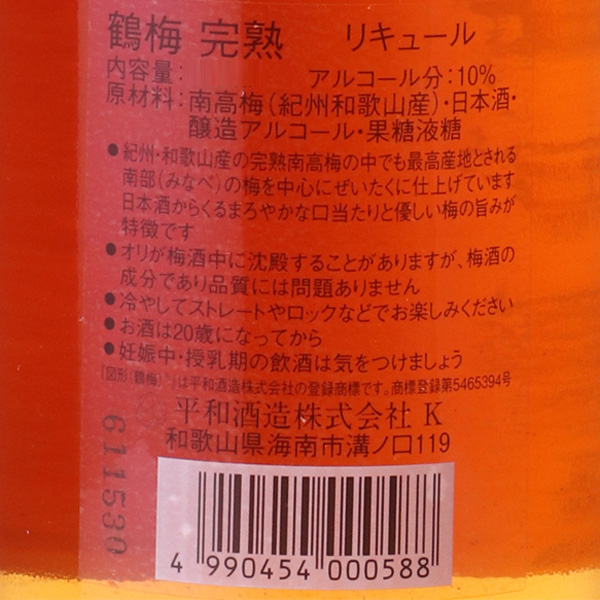 鶴梅 完熟 リキュール
内容量： アルコール分：10%
原材料：南高梅（紀州和歌山産）・日本酒・
醸造アルコール・果糖液糖
●紀州・和歌山産の完熟南高梅の中でも最高産地とされる
南部（みなべ）の梅を中心にぜいたくに仕上げています
日本酒からくるまろやかな口当たりと優しい梅の旨みが
特徴です
●オリが梅酒中に沈殿することがありますが、梅酒の
成分であり品質には問題ありません
●冷やしてストレートやロックなどでお楽しみください
●お酒は20歳になってから
●妊娠中・授乳期の飲酒は気をつけましょう
「図形（鶴梅）」は平和酒造株式会社の登録商標です。商標登録第5465394号
平和酒造株式会社 K
和歌山県海南市溝ノ口119
611530
4 990454 000588